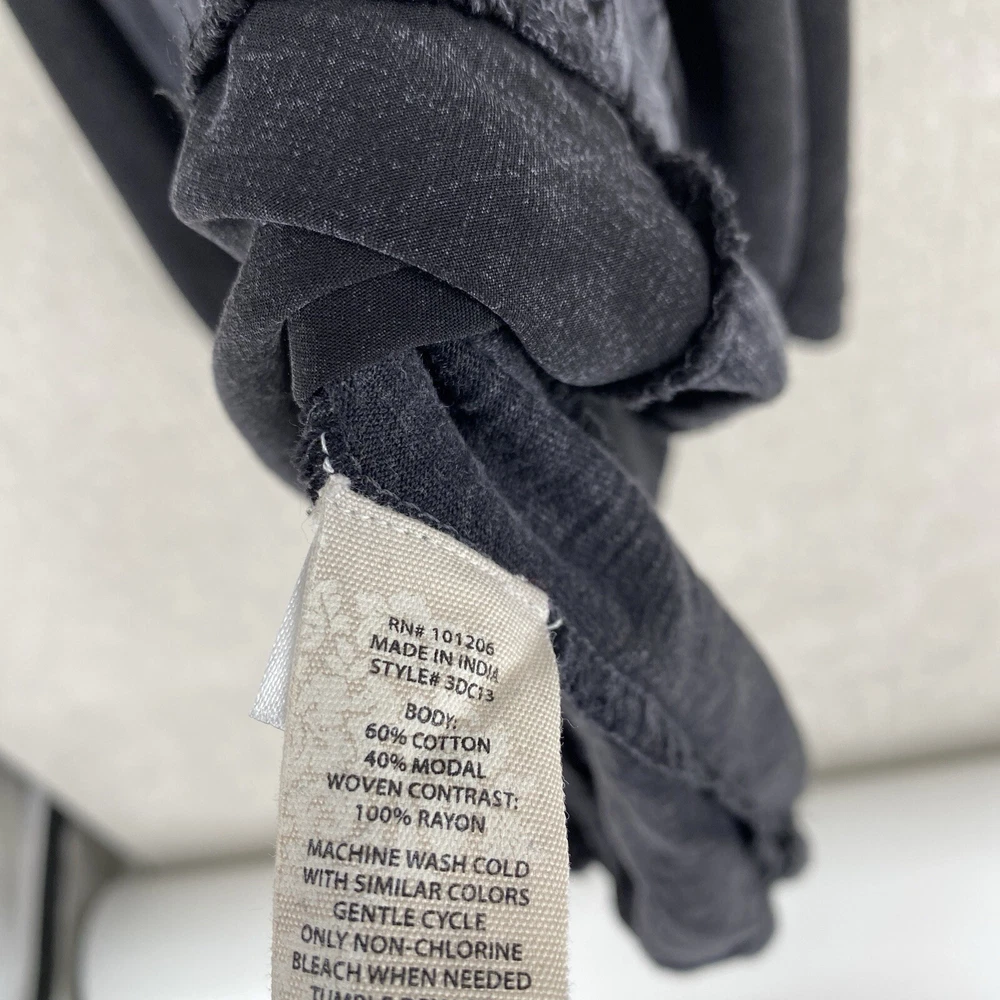 RN# 101206
MADE IN INDIA
STYLE# 3DC13
BODY:
60% COTTON
40% MODAL
WOVEN CONTRAST:
100% RAYON
MACHINE WASH COLD
WITH SIMILAR COLORS
GENTLE CYCLE
ONLY NON-CHLORINE
BLEACH WHEN NEEDED
TUMBLE